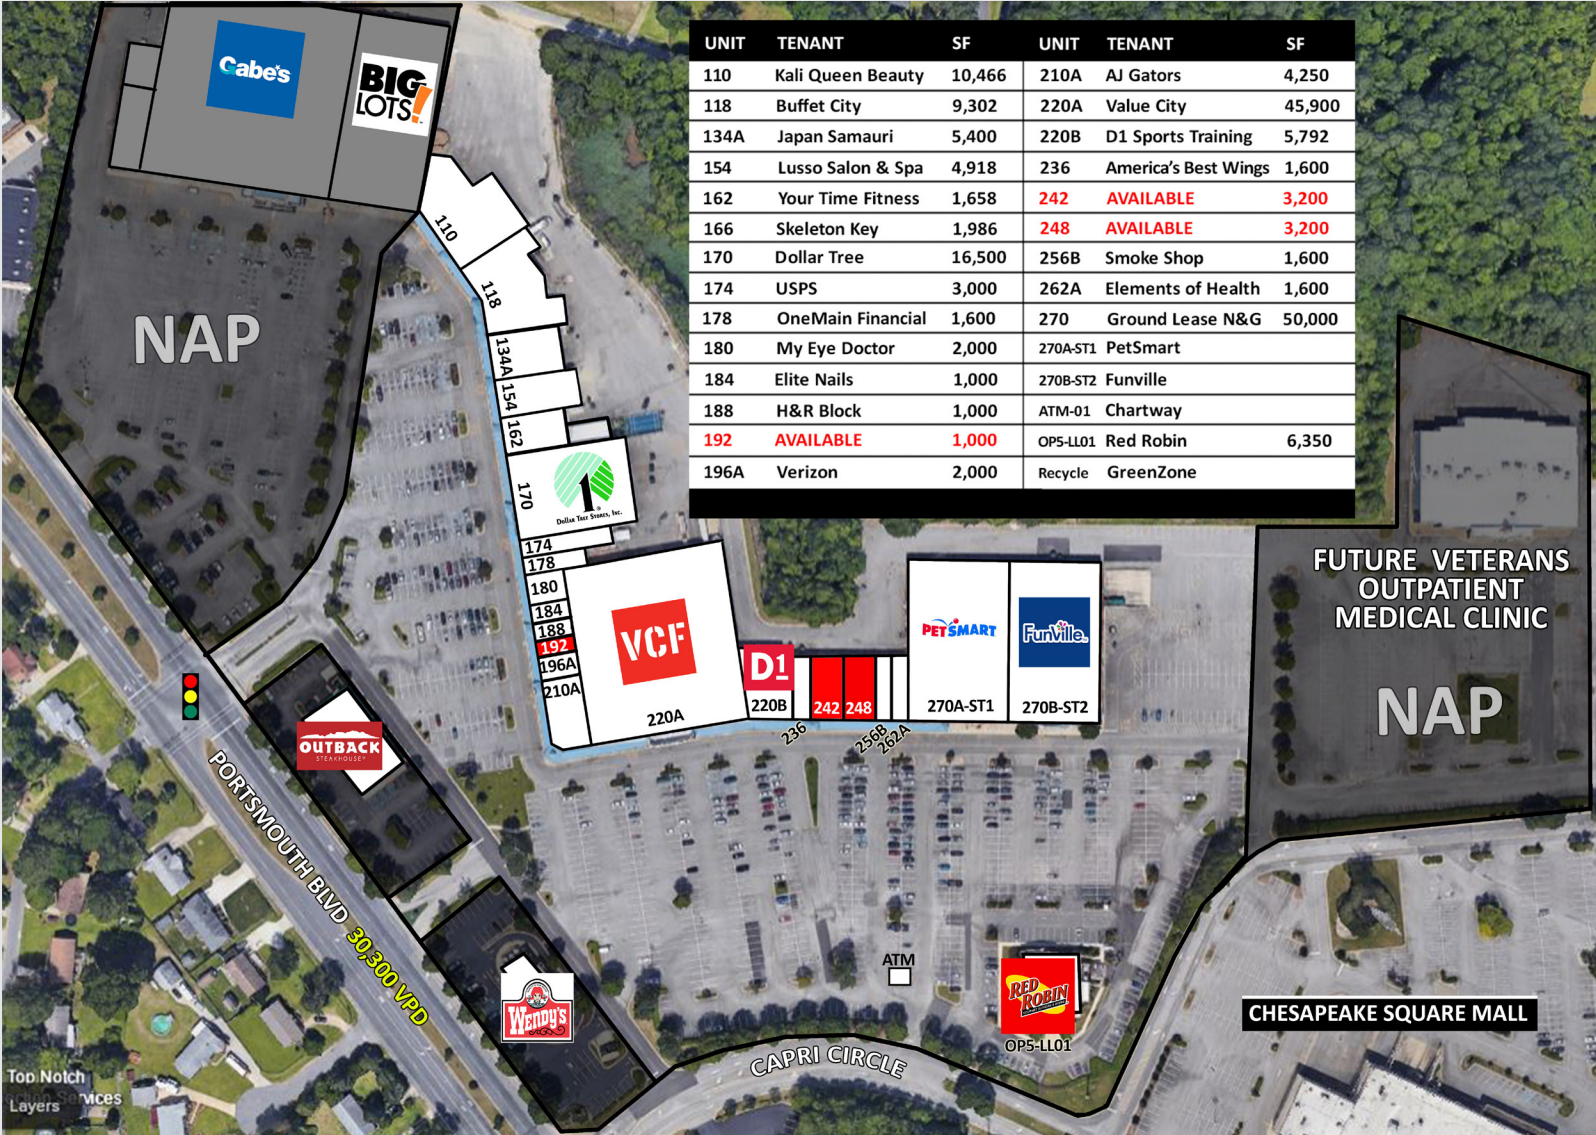 Gabe's
BIG
LOTS!
UNIT TENANT SF UNIT TENANT SF
110 Kali Queen Beauty 10,466 210A AJ Gators 4,250
118 Buffet City 9,302 220A Value City 45,900
134A Japan Samauri 5,400 220B D1 Sports Training 5,792
154 Lusso Salon & Spa 4,918 236 America's Best Wings 1,600
162 Your Time Fitness 1,658 242 AVAILABLE 3,200
166 Skeleton Key 1,986 248 AVAILABLE 3,200
170 Dollar Tree 16,500 256B Smoke Shop 1,600
174 USPS 3,000 262A Elements of Health 1,600
178 OneMain Financial 1,600 270 Ground Lease N&G 50,000
180 My Eye Doctor 2,000 270A-ST1 PetSmart
184 Elite Nails 1,000 270B-ST2 Funville
188 H&R Block 1,000 ATM-01 Chartway
192 AVAILABLE 1,000 OP5-LL01 Red Robin 6,350
196A Verizon 2,000 Recycle GreenZone
110
118
134A
154
162
170
1
Dollar Tree Stores, Inc.
174
178
180
184
188
192
196A
210A
NAP
VCF
220A
D1
220B
236
242
248
256B
262A
PETSMART
270A-ST1
FunVille
270B-ST2
FUTURE VETERANS
OUTPATIENT
MEDICAL CLINIC
NAP
OUTBACK
STEAKHOUSE
PORTSMOUTH BLVD 30,300 VPD
WENDY'S
ATM
RED
ROBIN
OP5-LL01
CAPRI CIRCLE
CHESAPEAKE SQUARE MALL
Top Notch
Layers